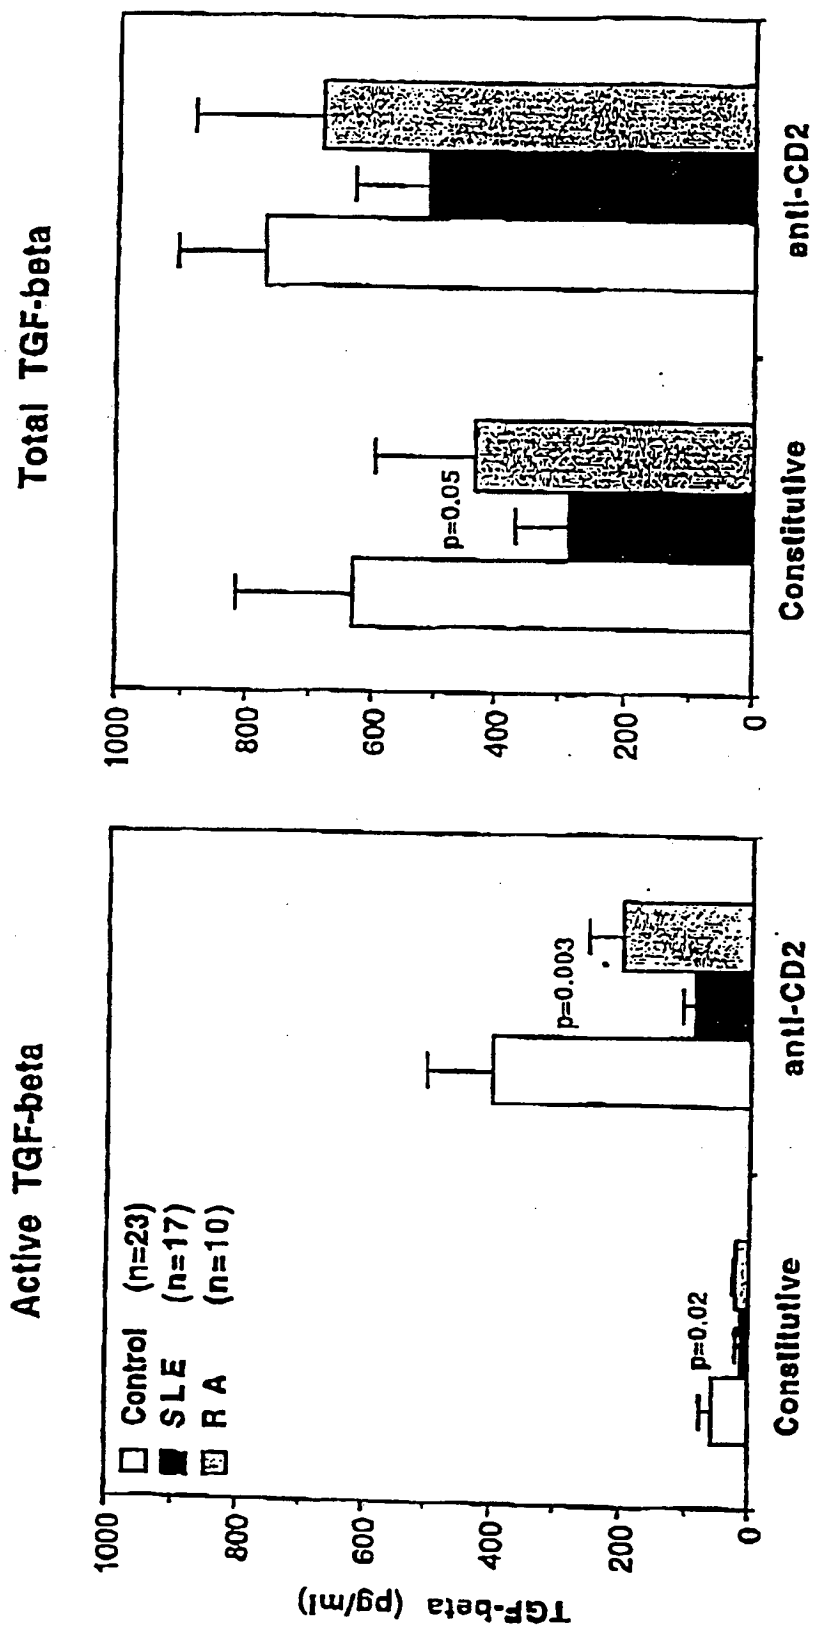 Active TGF-beta
Control (n=23)
SLE (n=17)
RA (n=10)
TGF-beta (pg/ml)
1000
800
600
400
200
0
p=0.02
p=0.003
Constitutive
anti-CD2
Total TGF-beta
1000
800
600
400
200
0
p=0.05
Constitutive
anti-CD2